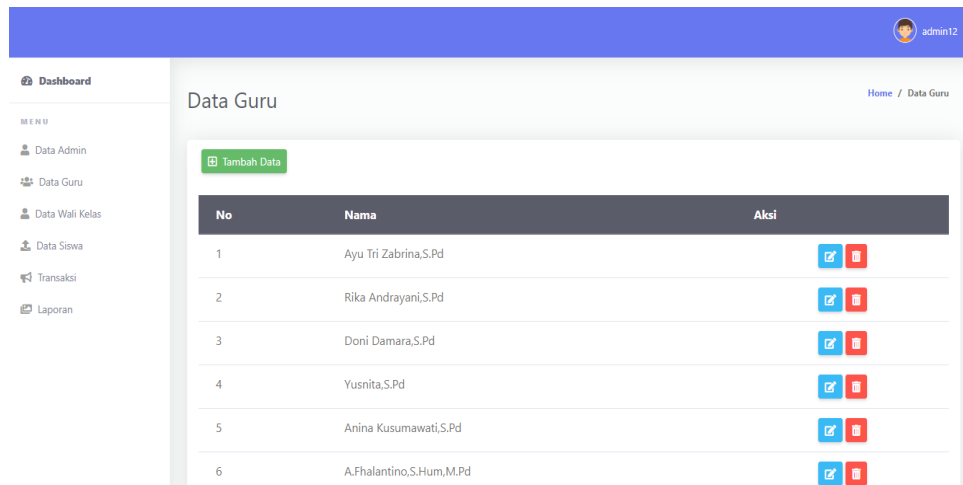 admin12
Dashboard
MENU
Data Admin
Data Guru
Data Wali Kelas
Data Siswa
Transaksi
Laporan
Data Guru
Home / Data Guru
Tambah Data
No Nama Aksi
1 Ayu Tri Zabrina,S.Pd
2 Rika Andrayani,S.Pd
3 Doni Damara,S.Pd
4 Yusnita,S.Pd
5 Anina Kusumawati,S.Pd
6 A.Fhalantino,S.Hum,M.Pd